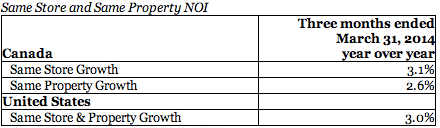 Same Store and Same Property NOI
Three months ended
March 31, 2014
Canada year over year
Same Store Growth 3.1%
Same Property Growth 2.6%
United States
Same Store & Property Growth 3.0%